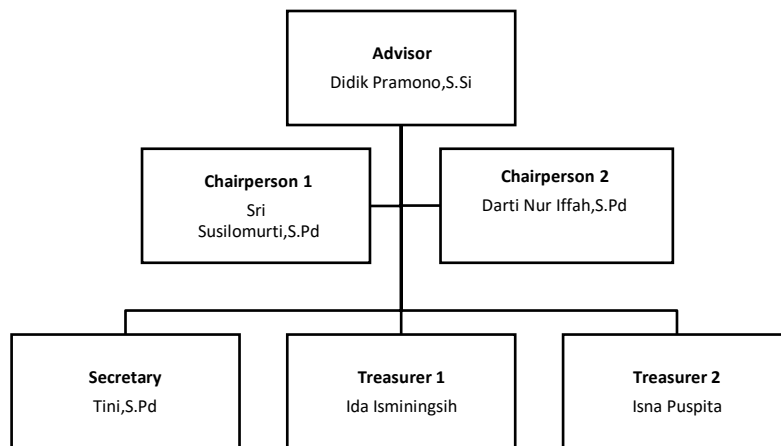 Advisor
Didik Pramono,S.Si
Chairperson 1
Sri
Susilomurti,S.Pd
Chairperson 2
Darti Nur Iffah,S.Pd
Secretary
Tini,S.Pd
Treasurer 1
Ida Isminingsih
Treasurer 2
Isna Puspita